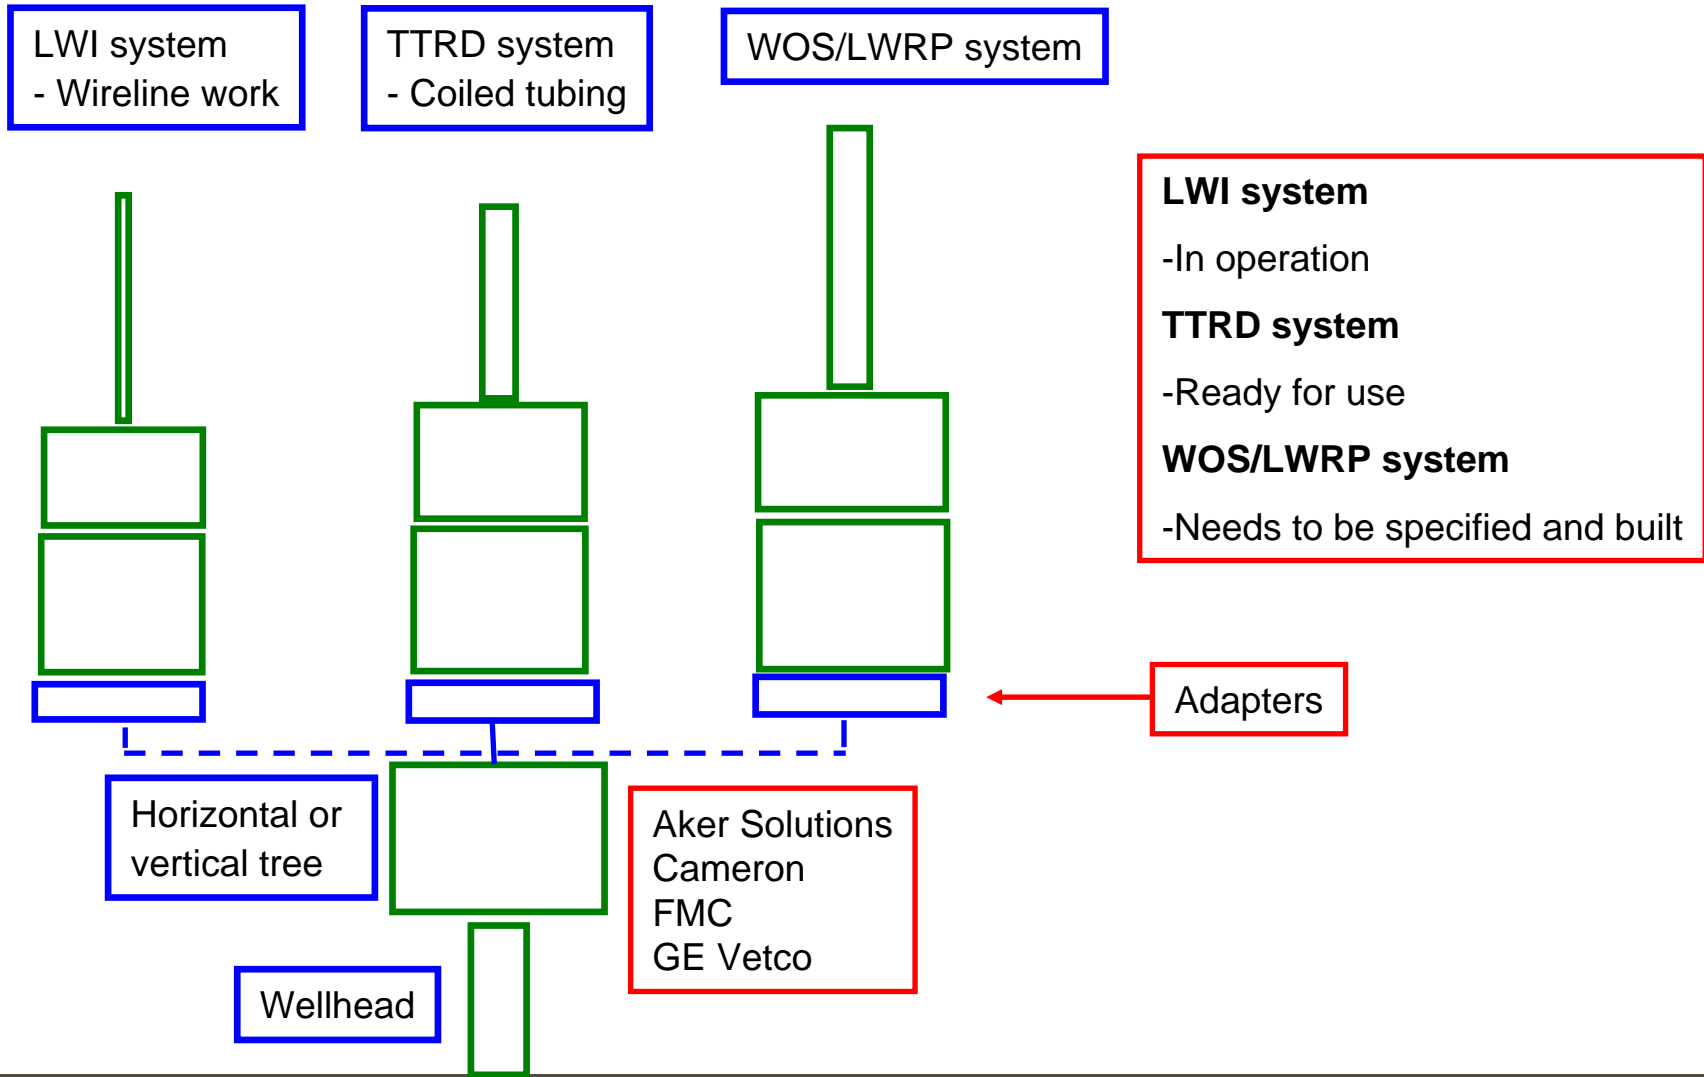 LWI system
- Wireline work
TTRD system
- Coiled tubing
WOS/LWRP system
LWI system
-In operation
TTRD system
-Ready for use
WOS/LWRP system
-Needs to be specified and built
Adapters
Horizontal or
vertical tree
Aker Solutions
Cameron
FMC
GE Vetco
Wellhead